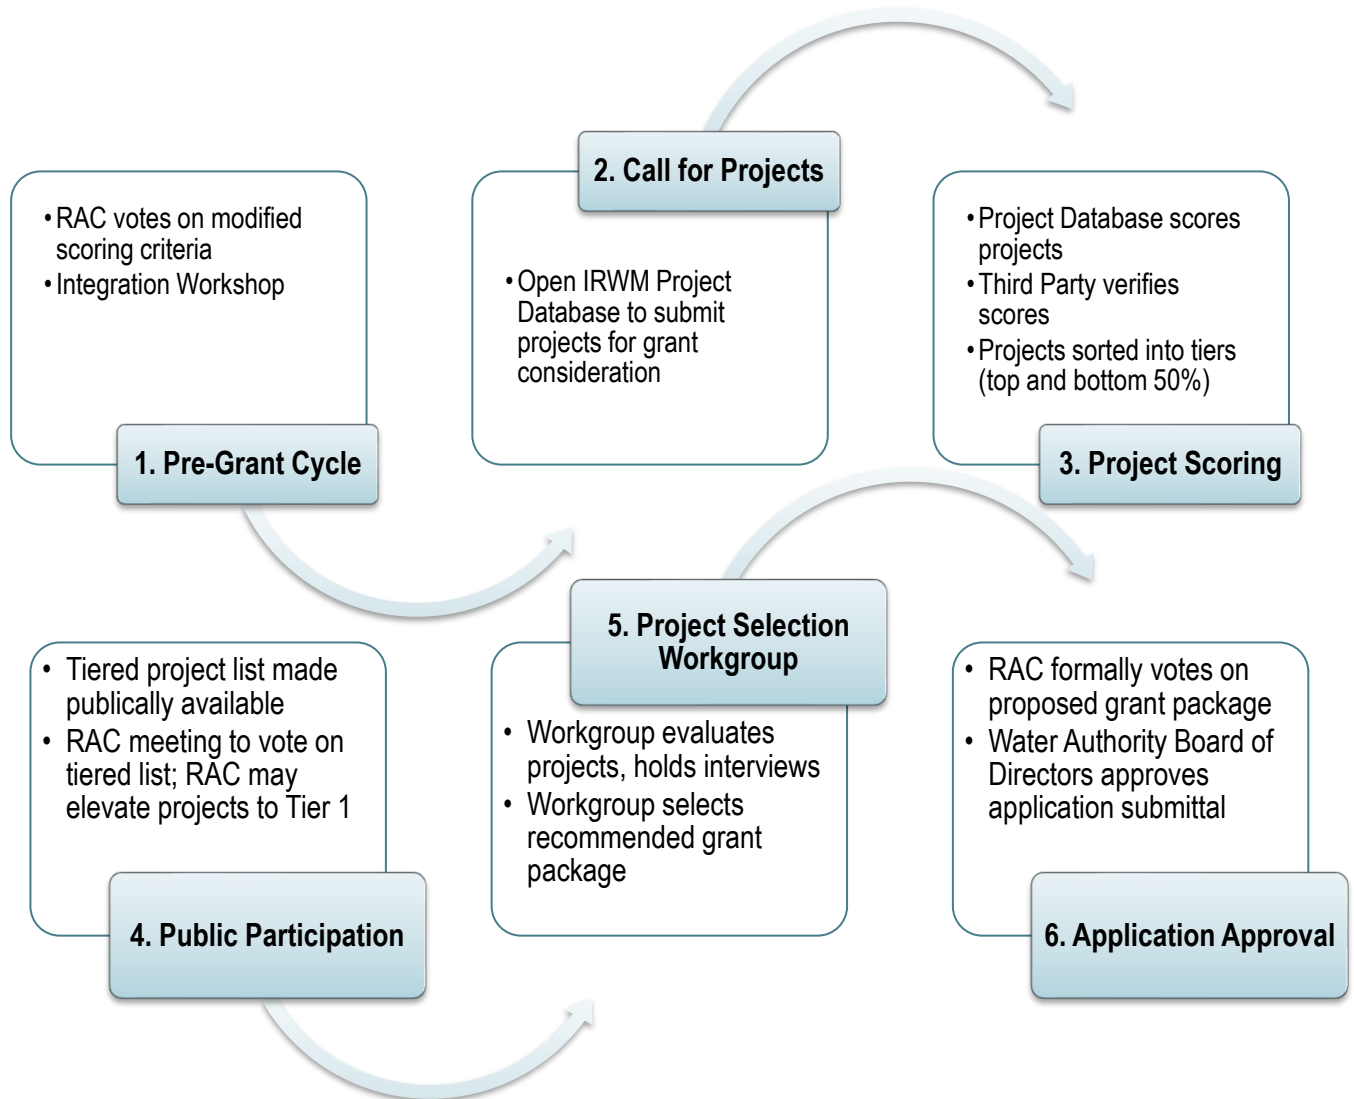 •RAC votes on modified
scoring criteria
•Integration Workshop
1. Pre-Grant Cycle
2. Call for Projects
•Open IRWM Project
Database to submit
projects for grant
consideration
•Project Database scores
projects
•Third Party verifies
scores
•Projects sorted into tiers
(top and bottom 50%)
3. Project Scoring
• Tiered project list made
publically available
• RAC meeting to vote on
tiered list; RAC may
elevate projects to Tier 1
4. Public Participation
5. Project Selection
Workgroup
• Workgroup evaluates
projects, holds interviews
• Workgroup selects
recommended grant
package
• RAC formally votes on
proposed grant package
• Water Authority Board of
Directors approves
application submittal
6. Application Approval